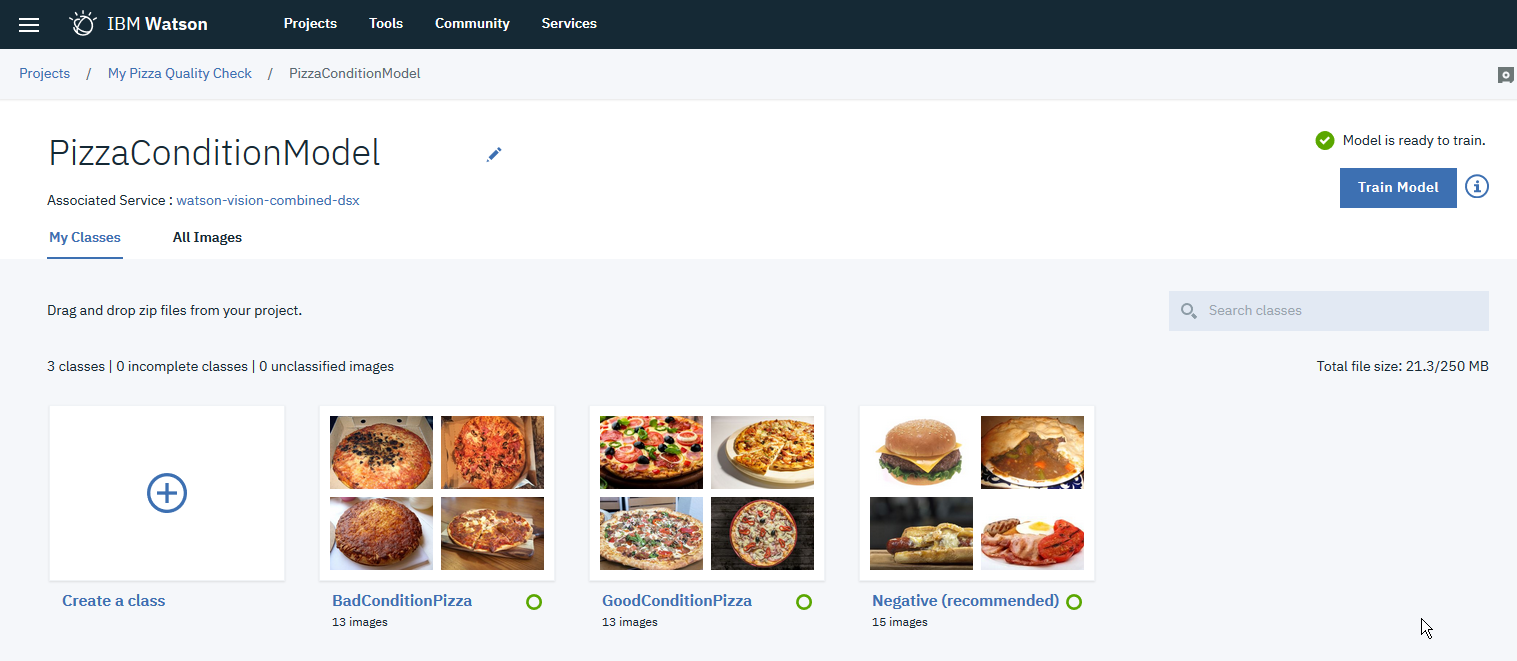 IBM Watson Projects Tools Community Services
Projects / My Pizza Quality Check / PizzaConditionModel
PizzaConditionModel
Model is ready to train.
Train Model
Associated Service : watson-vision-combined-dsx
My Classes All Images
Drag and drop zip files from your project.
Search classes
3 classes | 0 incomplete classes | 0 unclassified images
Total file size: 21.3/250 MB
Create a class
BadConditionPizza
13 images
GoodConditionPizza
13 images
Negative (recommended)
15 images